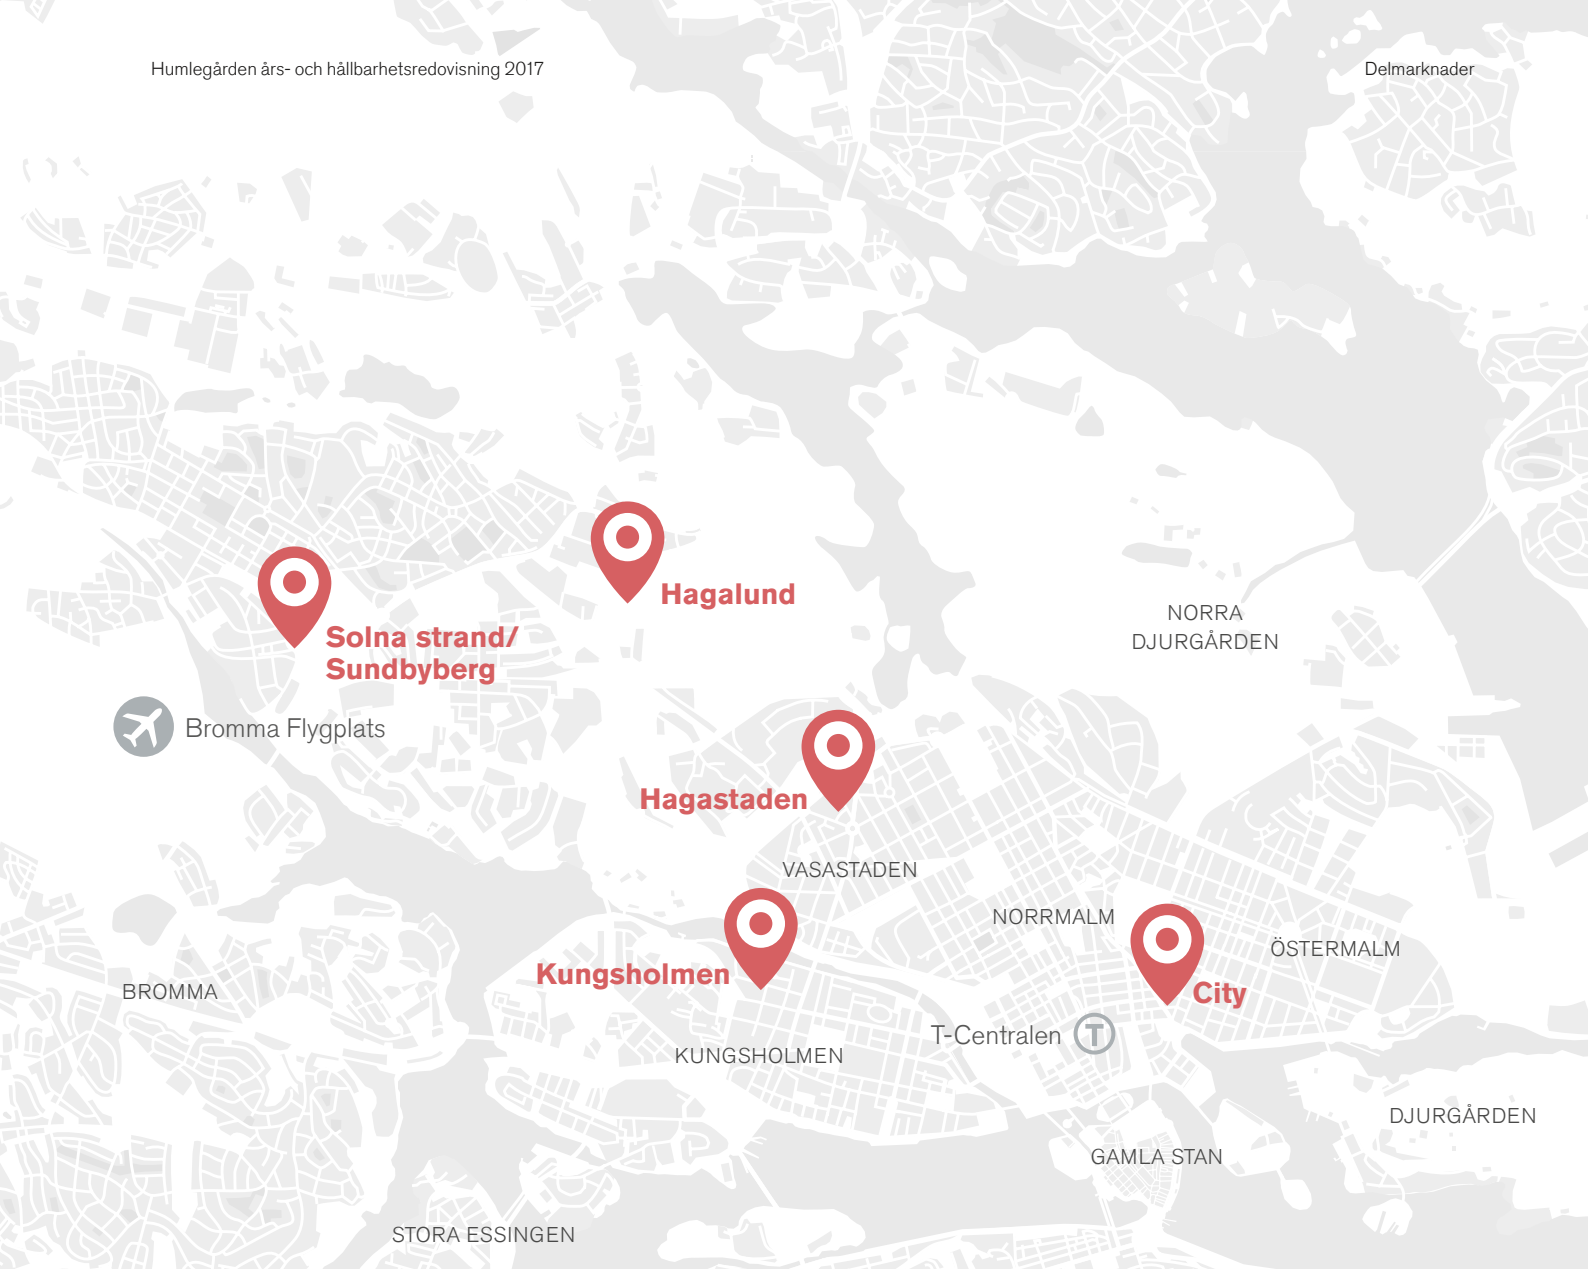 Humlegården års- och hållbarhetsredovisning 2017
Delmarknader
Hagalund
NORRA
DJURGÅRDEN
Solna strand/
Sundbyberg
Bromma Flygplats
Hagastaden
VASASTADEN
NORRMALM
ÖSTERMALM
Kungsholmen
BROMMA
City
T-Centralen
T
KUNGSHOLMEN
DJURGÅRDEN
GAMLA STAN
STORA ESSINGEN